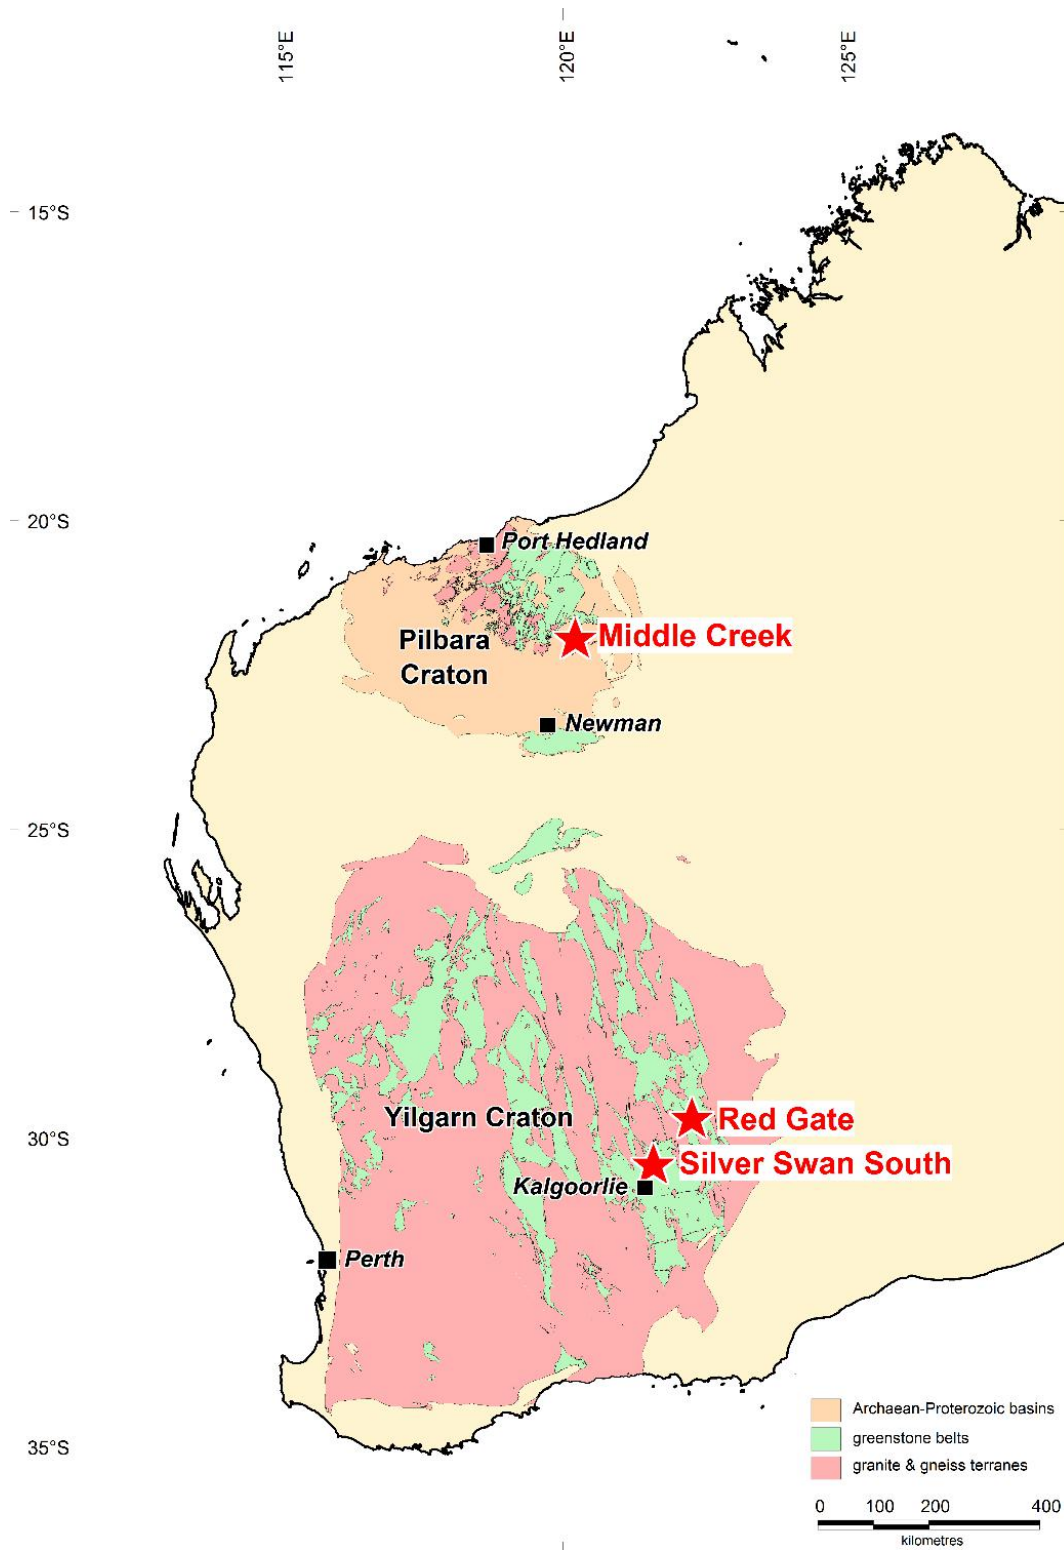 115°E
120°E
125°E
15°S
20°S
Port Hedland
Middle Creek
Pilbara
Craton
Newman
25°S
Yilgarn Craton
Red Gate
30°S
Silver Swan South
Kalgoorlie
Perth
Archaean-Proterozoic basins
greenstone belts
granite & gneiss terranes
35°S
0 100 200 400
kilometres